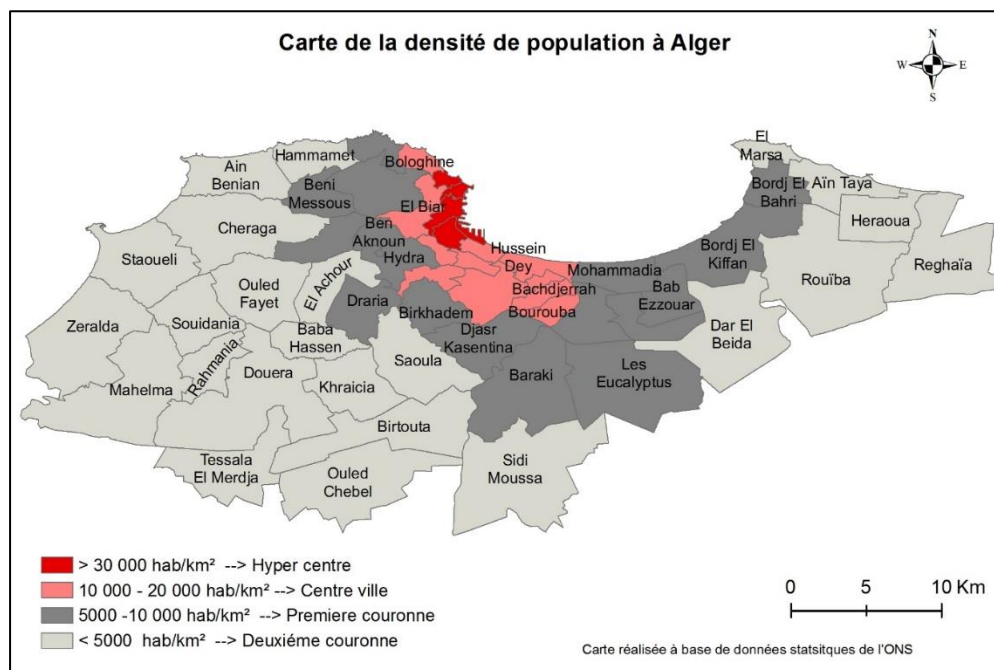 Carte de la densité de population à Alger
N
W
E
S
El
Marsa
Hammamet
Bologhine
Ain
Benian
Beni
Messous
Bordj El
Bahri
Aïn Taya
El Biar
Heraoua
Cheraga
Ben
Aknoun
Hydra
Hussein
Dey
Bordj El
Kiffan
Staoueli
Mohammadia
Reghaïa
Rouïba
Ouled
Fayet
El Achour
Bachdjerrah
Bab
Ezzouar
Draria
Birkhadem
Bourouba
Zeralda
Souidania
Baba
Hassen
Djasr
Kasentina
Dar El
Beida
Saoula
Rahmania
Douera
Baraki
Les
Eucalyptus
Mahelma
Khraicia
Birtouta
Tessala
El Merdja
Ouled
Chebel
Sidi
Moussa
> 30 000 hab/km² --> Hyper centre
10 000 - 20 000 hab/km² --> Centre ville
5000 -10 000 hab/km² --> Premiere couronne
< 5000 hab/km² --> Deuxiéme couronne
0 5 10 Km
Carte réalisée à base de données statsitques de l'ONS